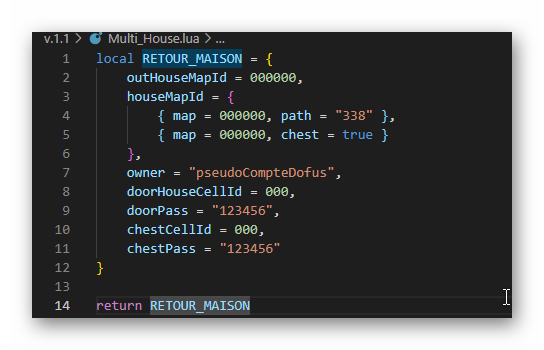 v.1.1 > Multi_House.lua > ...
1 local RETOUR_MAISON = {
2     outHouseMapId = 000000,
3     houseMapId = {
4         { map = 000000, path = "338" },
5         { map = 000000, chest = true }
6     },
7     owner = "pseudoCompteDofus",
8     doorHouseCellId = 000,
9     doorPass = "123456",
10     chestCellId = 000,
11     chestPass = "123456"
12 }
13
14 return RETOUR_MAISON